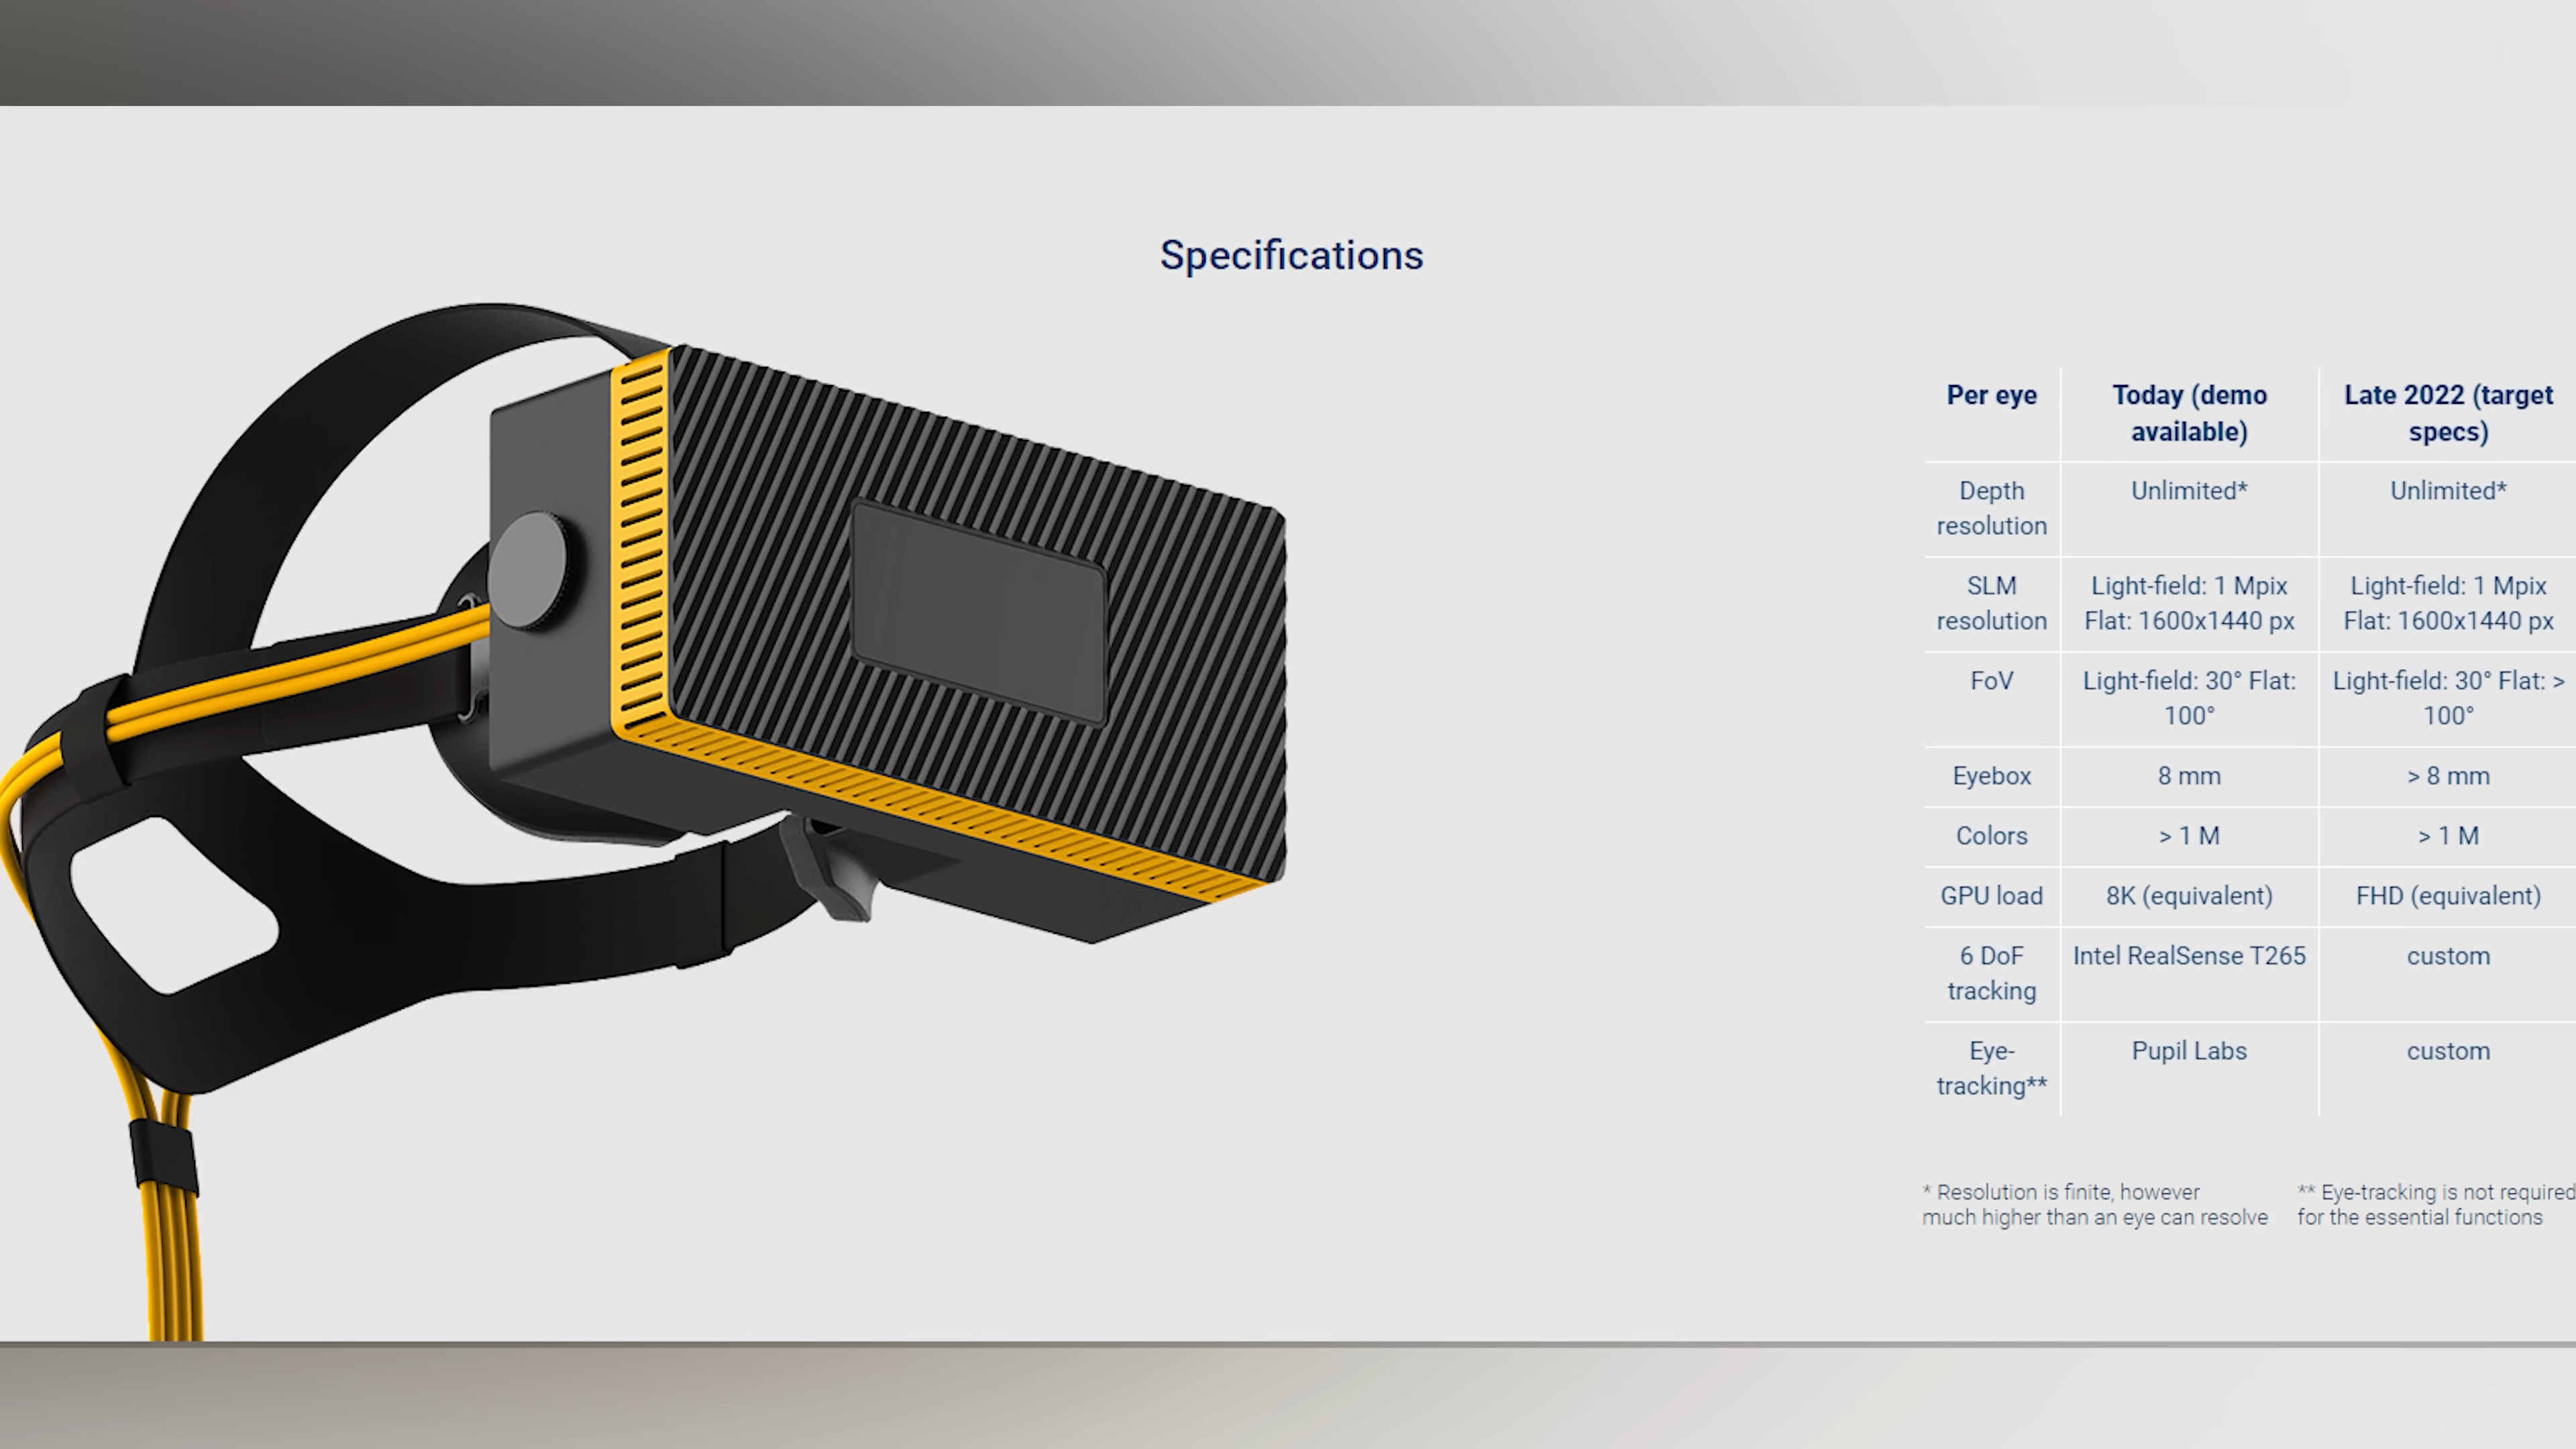 Specifications
Per eye
Today (demo
available)
Late 2022 (target
specs)
Depth
resolution
Unlimited*
Unlimited*
SLM
resolution
Light-field: 1 Mpix
Flat: 1600x1440 px
Light-field: 1 Mpix
Flat: 1600x1440 px
FoV
Light-field: 30° Flat:
100°
Light-field: 30° Flat: >
100°
Eyebox
8 mm
> 8 mm
Colors
> 1 M
> 1 M
GPU load
8K (equivalent)
FHD (equivalent)
6 DoF
tracking
Intel RealSense T265
custom
Eye-
tracking**
Pupil Labs
custom
* Resolution is finite, however
much higher than an eye can resolve
** Eye-tracking is not required
for the essential functions